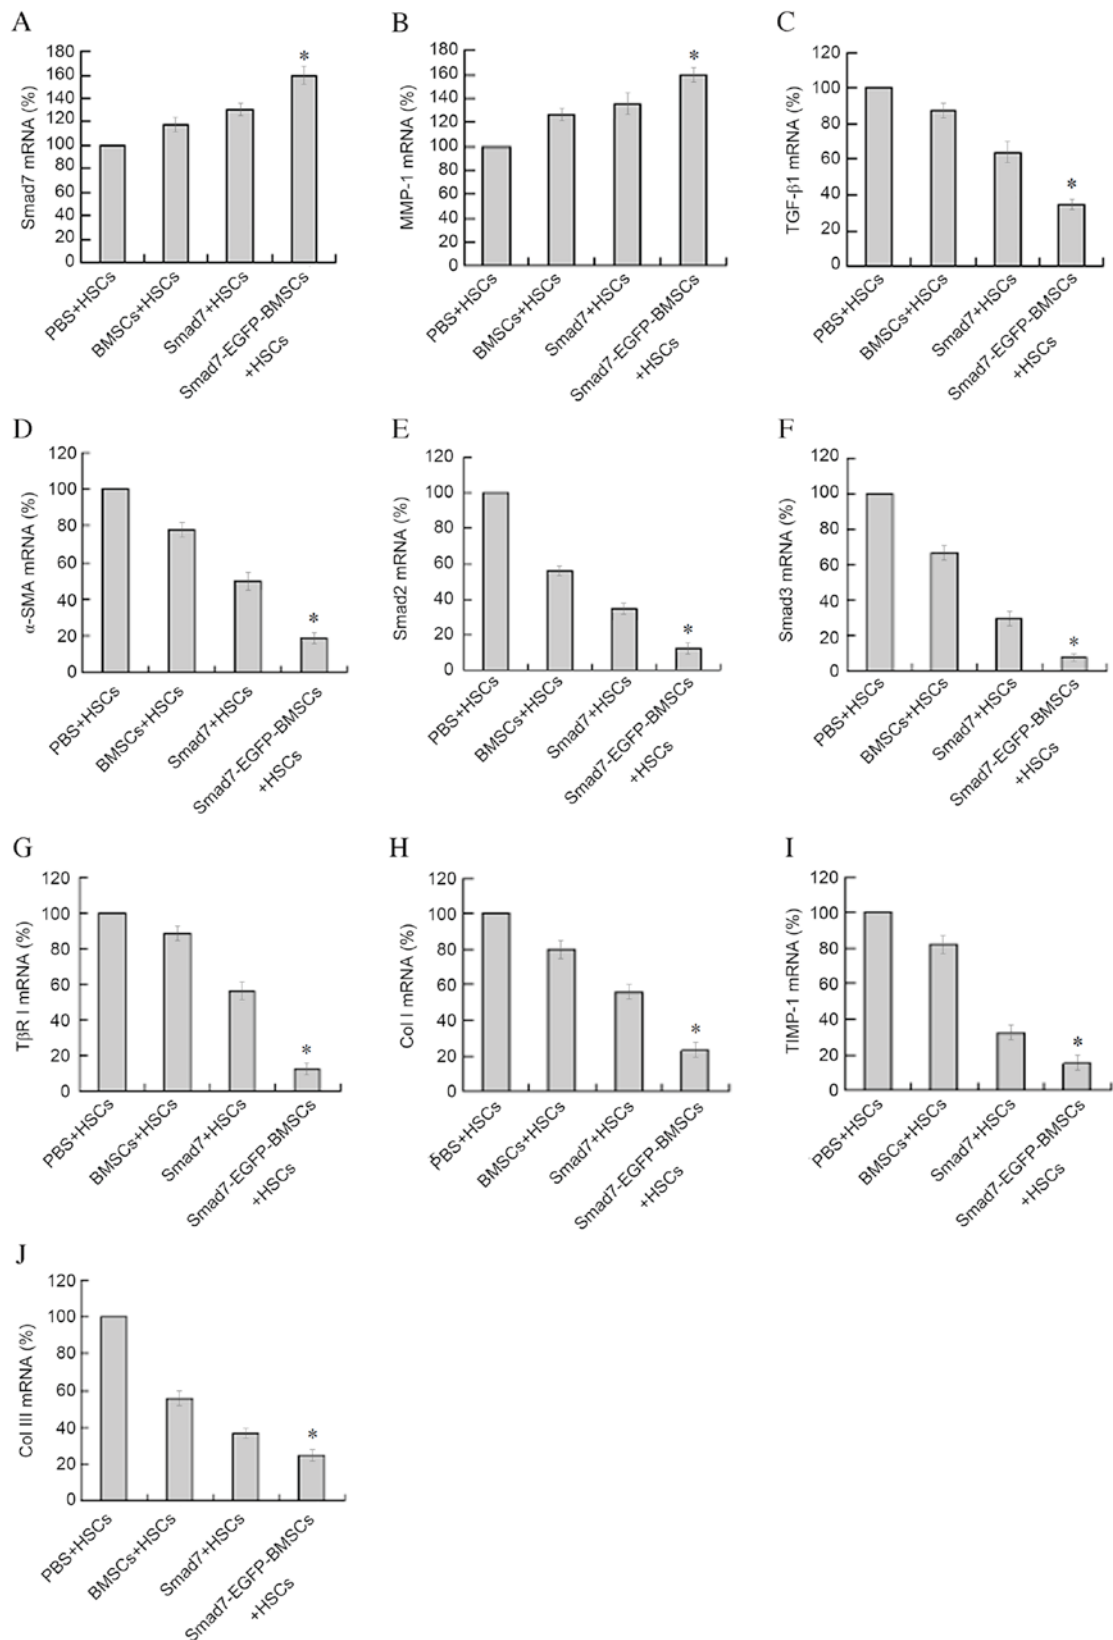 A
Smad7 mRNA (%)
180
160
140
120
100
80
60
40
20
0
*
PBS+HSCs
BMSCs+HSCs
Smad7+HSCs
Smad7-EGFP-BMSCs
+HSCs
B
MMP-1 mRNA (%)
180
160
140
120
100
80
60
40
20
0
*
PBS+HSCs
BMSCs+HSCs
Smad7+HSCs
Smad7-EGFP-BMSCs
+HSCs
C
TGF-β1 mRNA (%)
120
100
80
60
40
20
0
*
PBS+HSCs
BMSCs+HSCs
Smad7+HSCs
Smad7-EGFP-BMSCs
+HSCs
D
α-SMA mRNA (%)
120
100
80
60
40
20
0
*
PBS+HSCs
BMSCs+HSCs
Smad7+HSCs
Smad7-EGFP-BMSCs
+HSCs
E
Smad2 mRNA (%)
120
100
80
60
40
20
0
*
PBS+HSCs
BMSCs+HSCs
Smad7+HSCs
Smad7-EGFP-BMSCs
+HSCs
F
Smad3 mRNA (%)
120
100
80
60
40
20
0
*
PBS+HSCs
BMSCs+HSCs
Smad7+HSCs
Smad7-EGFP-BMSCs
+HSCs
G
TβR I mRNA (%)
120
100
80
60
40
20
0
*
PBS+HSCs
BMSCs+HSCs
Smad7+HSCs
Smad7-EGFP-BMSCs
+HSCs
H
Col I mRNA (%)
120
100
80
60
40
20
0
*
PBS+HSCs
BMSCs+HSCs
Smad7+HSCs
Smad7-EGFP-BMSCs
+HSCs
I
TIMP-1 mRNA (%)
120
100
80
60
40
20
0
*
PBS+HSCs
BMSCs+HSCs
Smad7+HSCs
Smad7-EGFP-BMSCs
+HSCs
J
Col III mRNA (%)
120
100
80
60
40
20
0
*
PBS+HSCs
BMSCs+HSCs
Smad7+HSCs
Smad7-EGFP-BMSCs
+HSCs